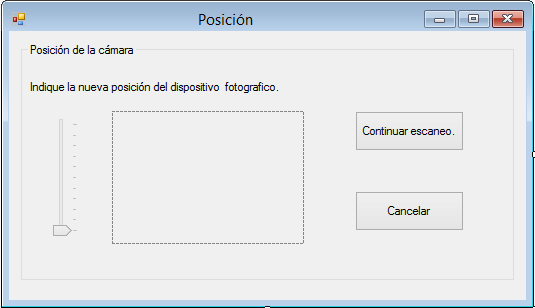 Posición
Posición de la cámara
Indique la nueva posición del dispositivo  fotografico.
Continuar escaneo.
Cancelar